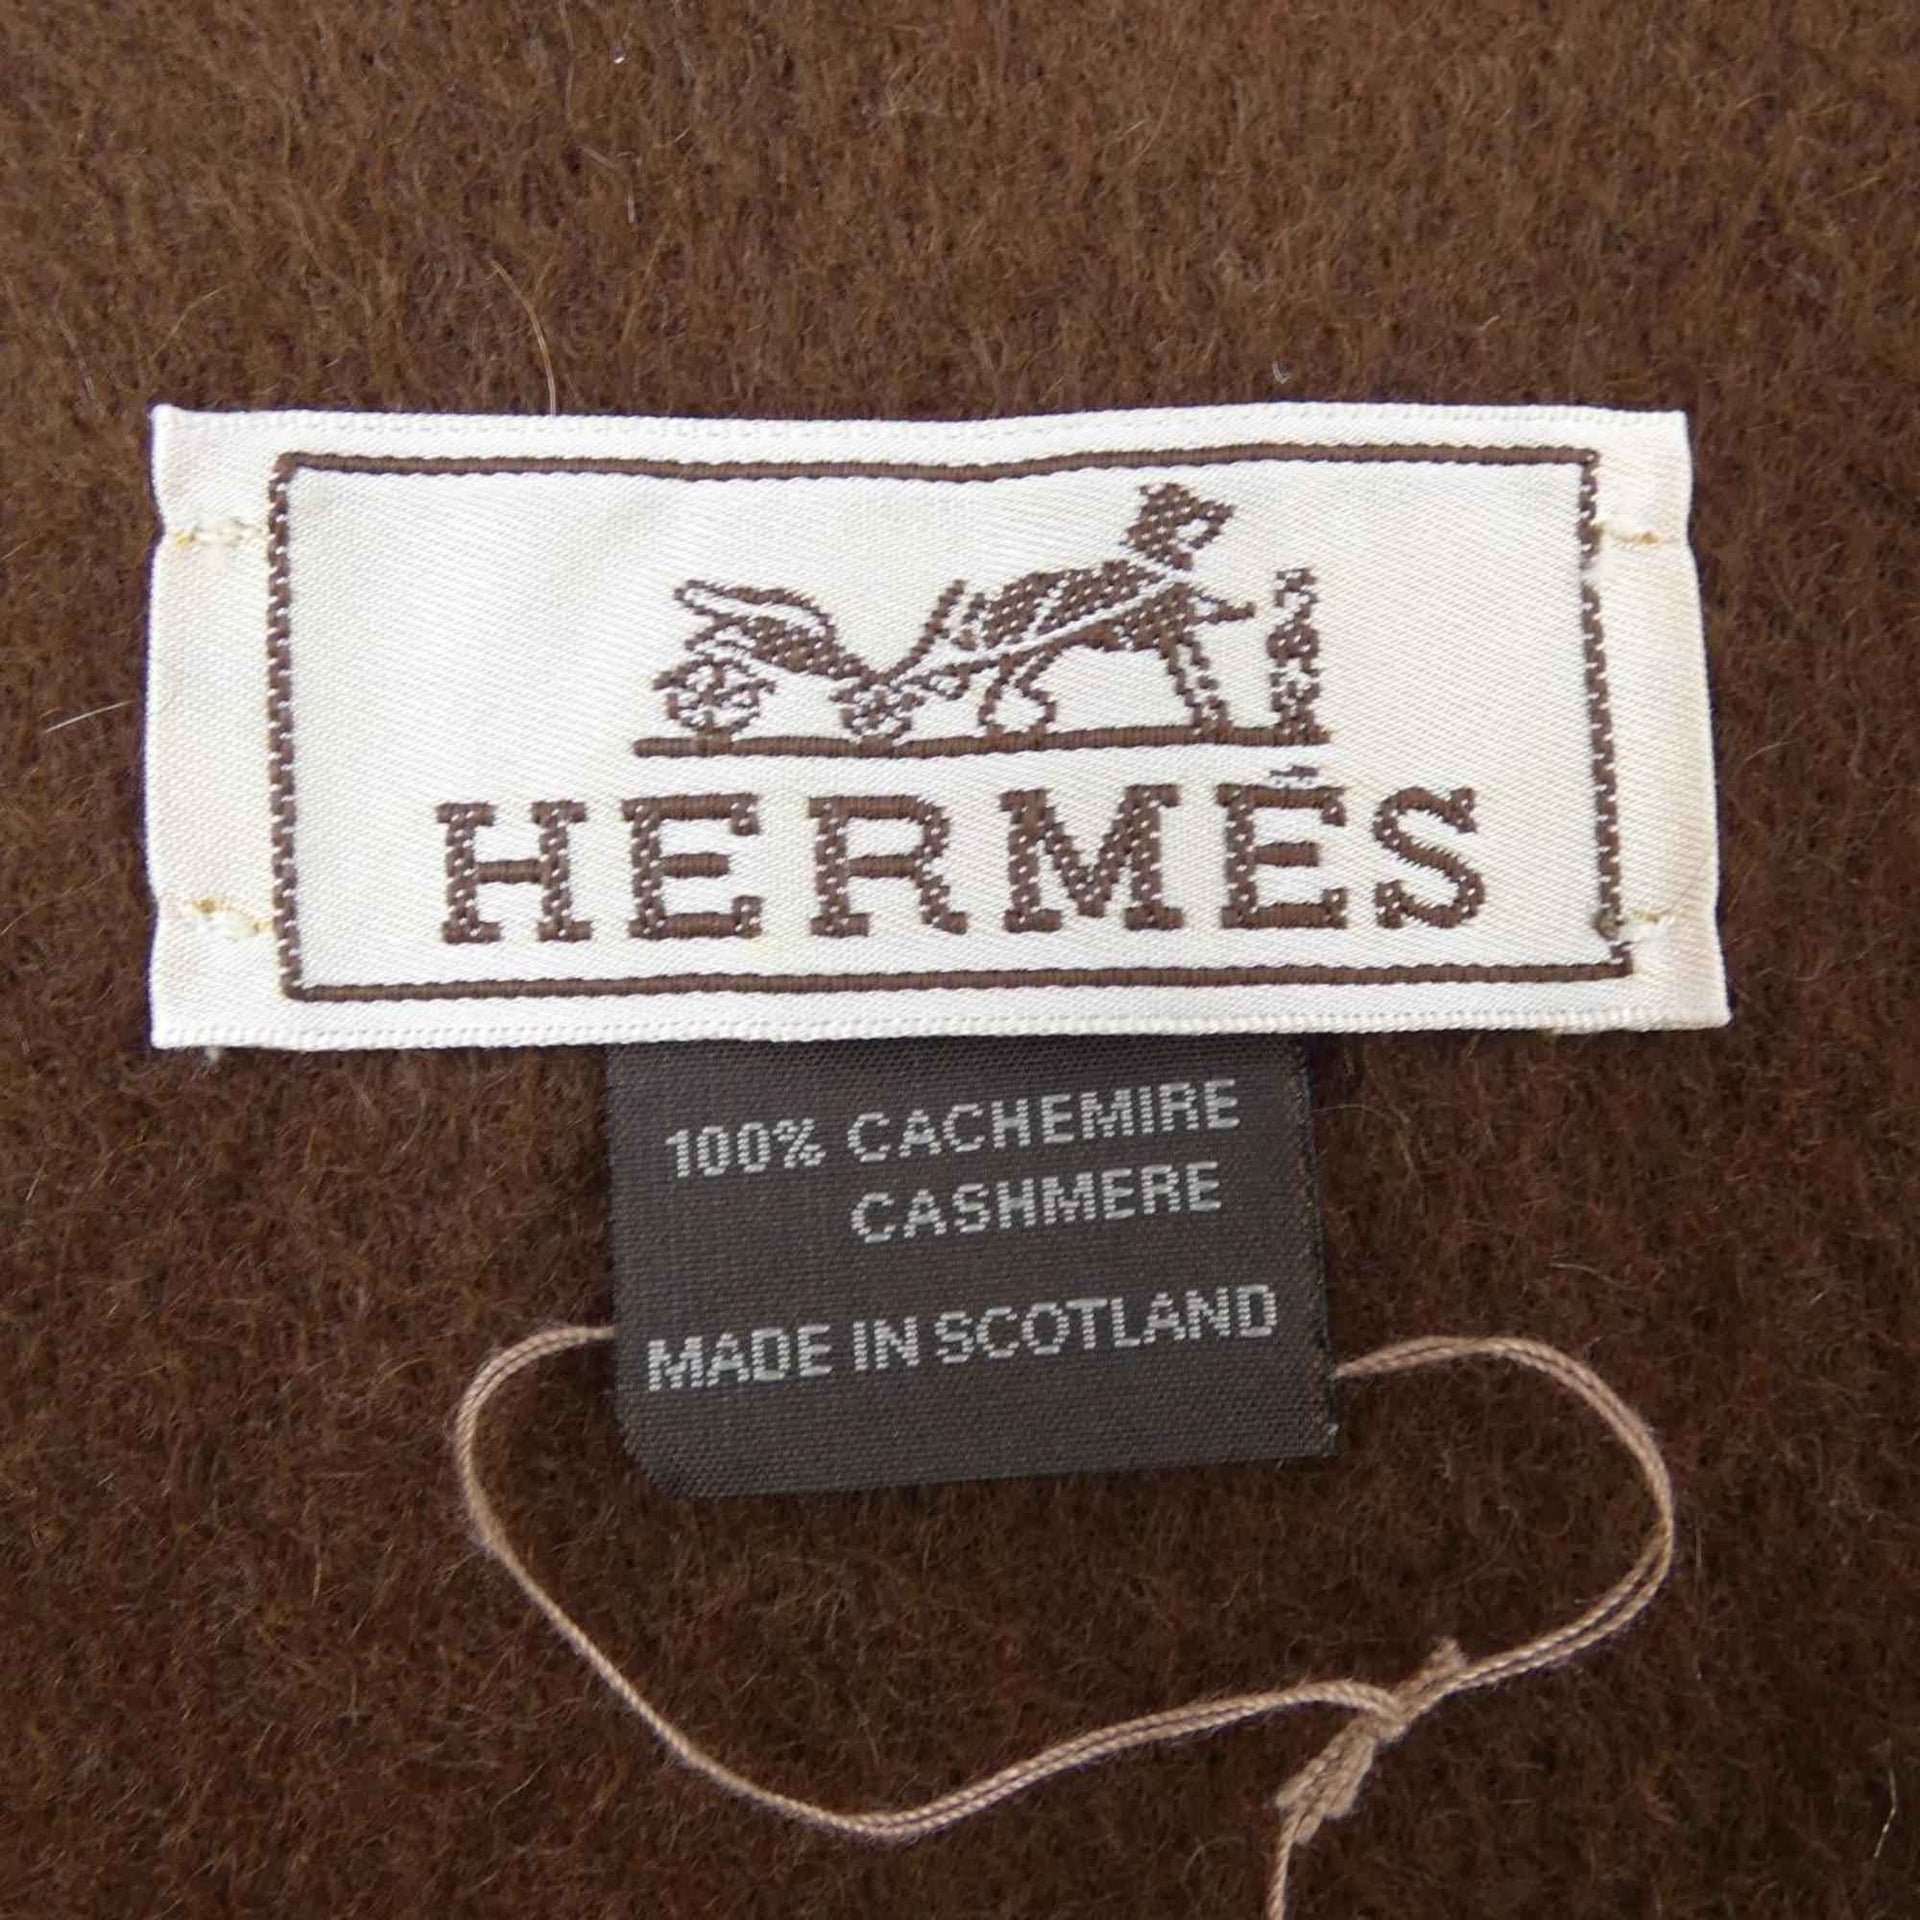 HERMÈS
100% CACHEMIRE
CASHMERE
MADE IN SCOTLAND